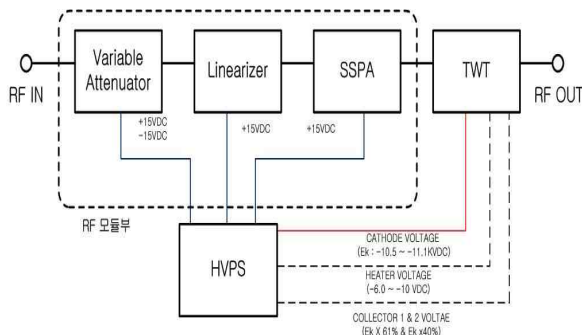 Variable
Attenuator
Linearizer
SSPA
TWT
RF IN
RF OUT
+15VDC
-15VDC
+15VDC
+15VDC
RF 모듈부
HVPS
CATHODE VOLTAGE
(Ek : -10.5 ~ -11.1KVDC)
HEATER VOLTAGE
(-6.0 ~ -10 VDC)
COLLECTOR 1 & 2 VOLTAE
(Ek X 61% & Ek x40%)